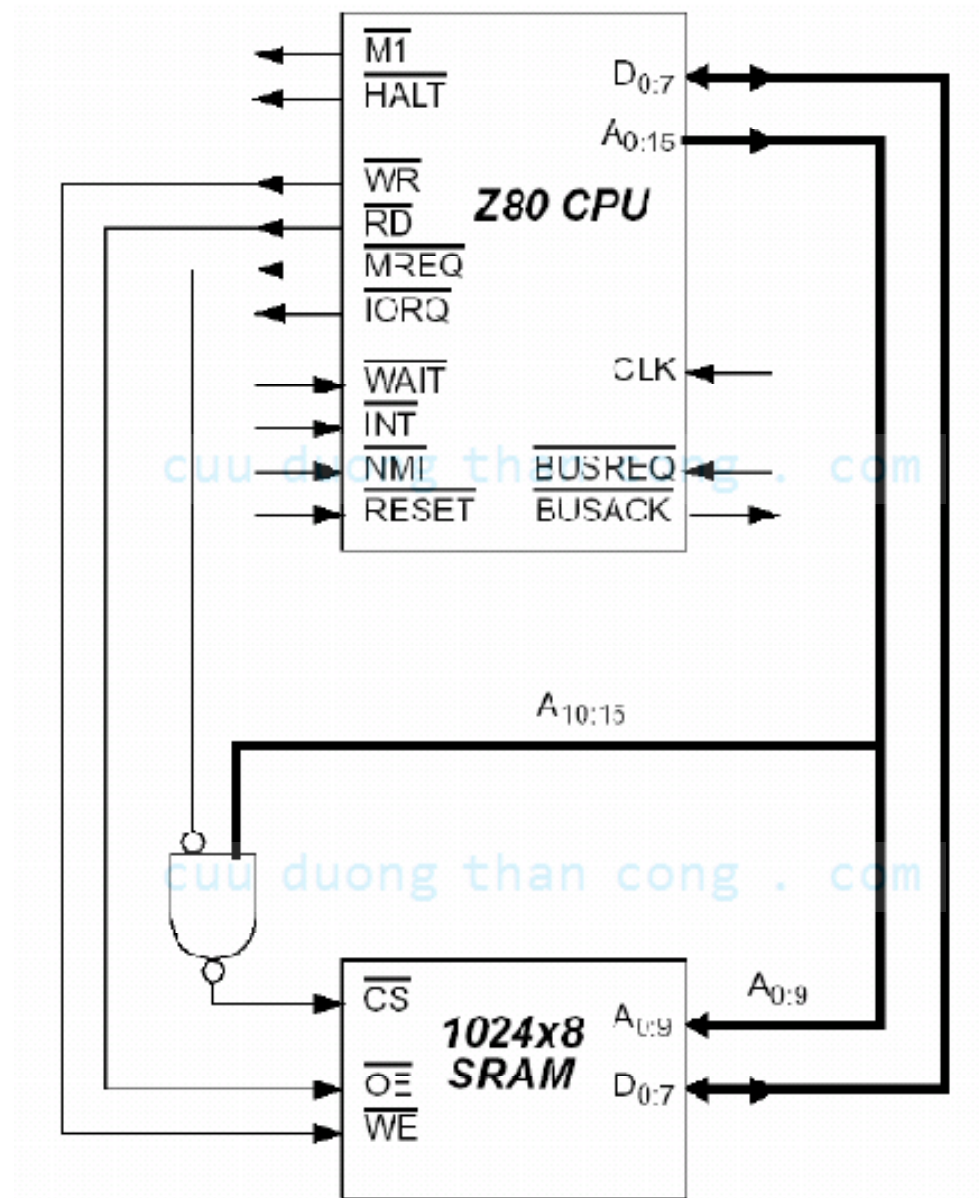 M1
HALT
WR
RD
MREQ
IORQ
WAIT
INT
NMI
RESET
D0:7
A0:15
Z80 CPU
CLK
BUSREQ
BUSACK
cuu duong than cong . com
A10:15
cuu duong than cong . com
CS
OE
WE
1024x8
SRAM
A0:9
D0:7
A0:9